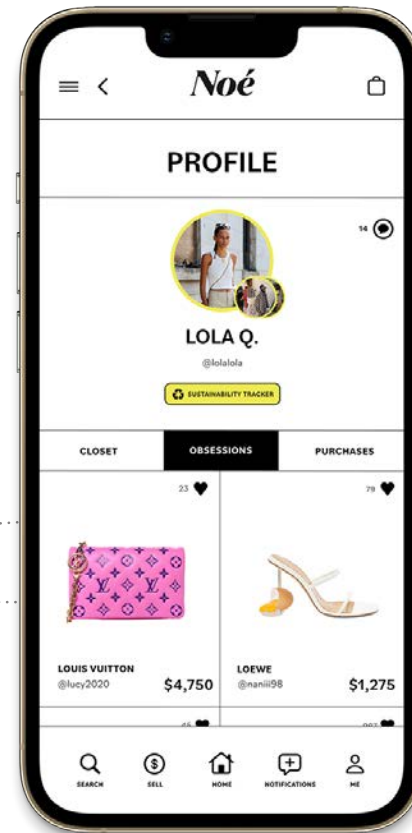 Noé
PROFILE
14
LOLA Q.
@lolalola
SUSTAINABILITY TRACKER
CLOSET
OBSESSIONS
PURCHASES
23
79
LOUIS VUITTON
@lucy2020
$4,750
LOEWE
@naniii98
$1,275
SEARCH
SELL
HOME
NOTIFICATIONS
ME